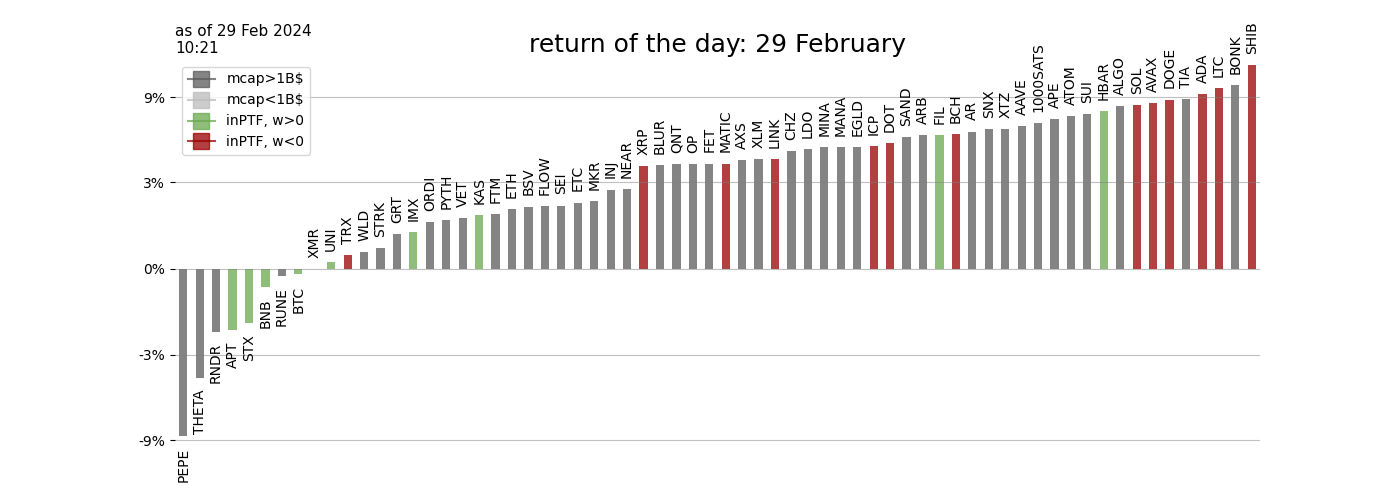 as of 29 Feb 2024
10:21
return of the day: 29 February
mcap>1B$
mcap<1B$
inPTF, w>0
inPTF, w<0
9%
3%
0%
-3%
-9%
PEPE
THETA
RNDR
APT
STX
BNB
RUNE
BTC
XMR
UNI
TRX
WLD
STRK
GRT
IMX
ORDI
PYTH
VET
KAS
FTM
ETH
BSV
FLOW
SEI
ETC
MKR
INJ
NEAR
XRP
BLUR
QNT
OP
FET
MATIC
AXS
XLM
LINK
CHZ
LDO
MINA
MANA
EGLD
ICP
DOT
SAND
ARB
FIL
BCH
AR
SNX
XTZ
AAVE
1000SATS
APE
ATOM
SUI
HBAR
ALGO
SOL
AVAX
DOGE
TIA
ADA
LTC
BONK
SHIB